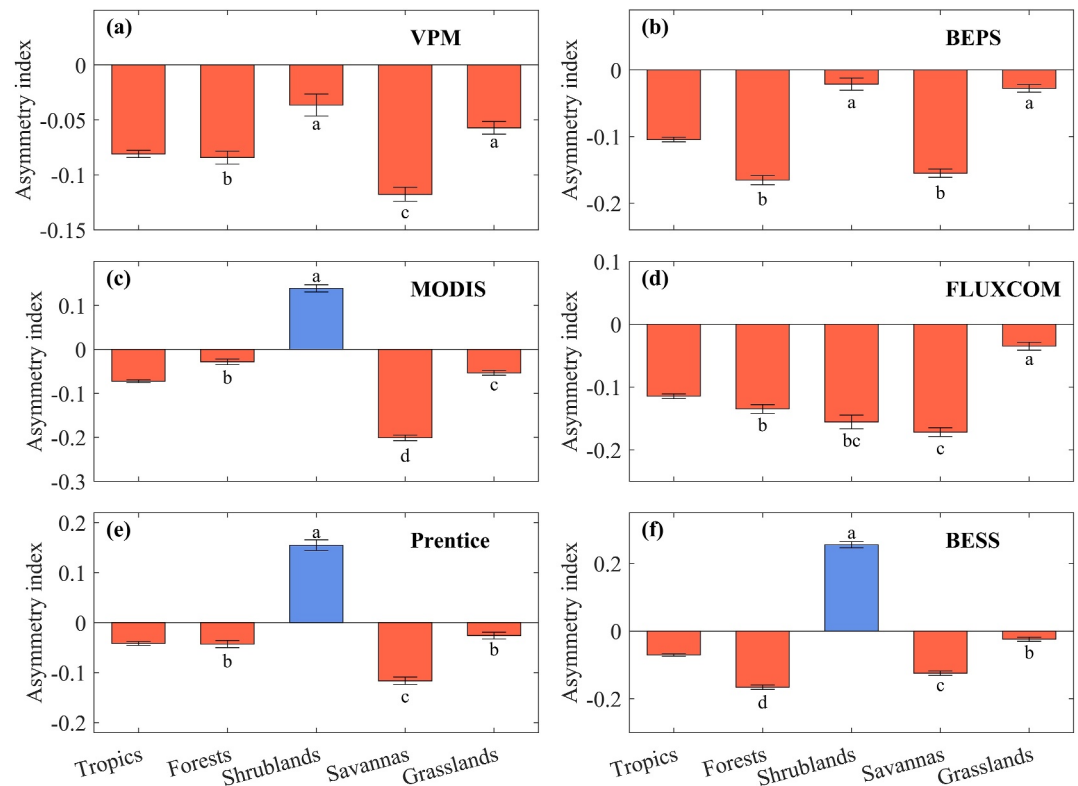 (a) VPM
Asymmetry index
0
-0.05
-0.1
-0.15
b
a
c
a
(b) BEPS
Asymmetry index
0
-0.1
-0.2
b
a
b
a
(c) MODIS
Asymmetry index
0.1
0
-0.1
-0.2
-0.3
b
a
d
c
(d) FLUXCOM
Asymmetry index
0.1
0
-0.1
-0.2
b
bc
c
a
(e) Prentice
Asymmetry index
0.2
0.1
0
-0.1
-0.2
b
a
c
b
Tropics
Forests
Shrublands
Savannas
Grasslands
(f) BESS
Asymmetry index
0.2
0
-0.2
d
a
c
b
Tropics
Forests
Shrublands
Savannas
Grasslands